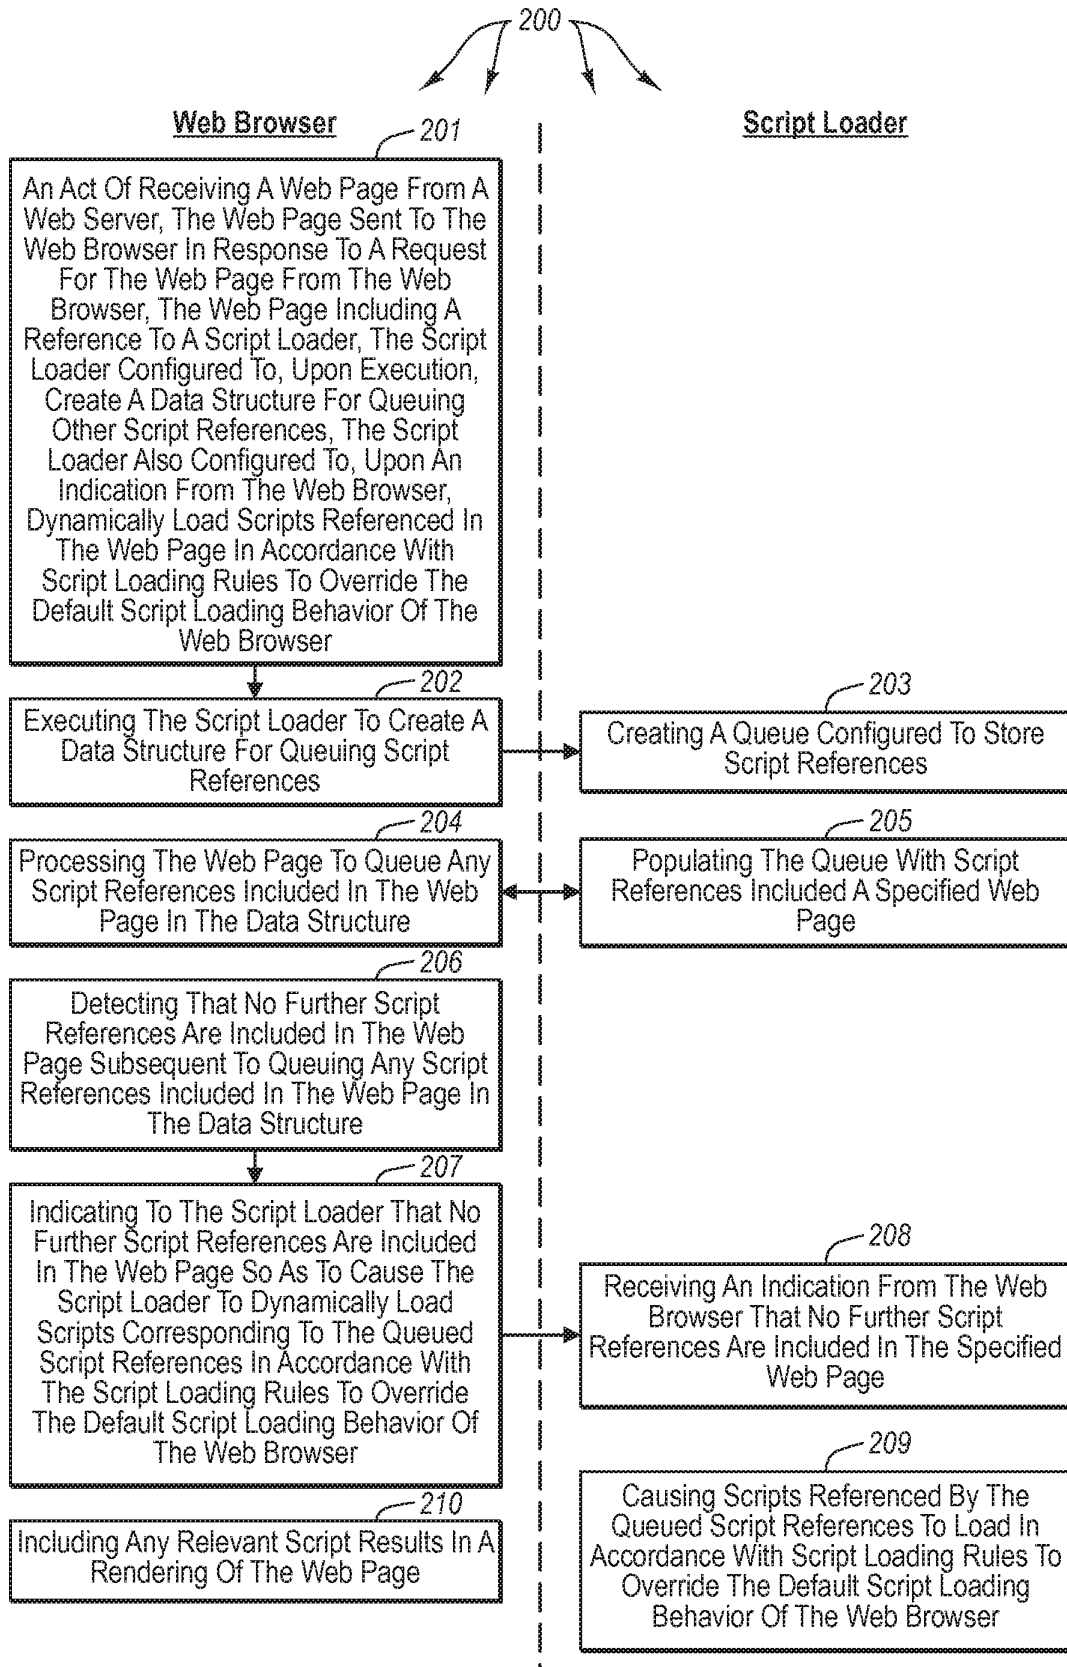 200
Web Browser
Script Loader
201
An Act Of Receiving A Web Page From A
Web Server, The Web Page Sent To The
Web Browser In Response To A Request
For The Web Page From The Web
Browser, The Web Page Including A
Reference To A Script Loader, The Script
Loader Configured To, Upon Execution,
Create A Data Structure For Queuing
Other Script References, The Script
Loader Also Configured To, Upon An
Indication From The Web Browser,
Dynamically Load Scripts Referenced In
The Web Page In Accordance With
Script Loading Rules To Override The
Default Script Loading Behavior Of The
Web Browser
202
Executing The Script Loader To Create A
Data Structure For Queuing Script
References
203
Creating A Queue Configured To Store
Script References
204
Processing The Web Page To Queue Any
Script References Included In The Web
Page In The Data Structure
205
Populating The Queue With Script
References Included A Specified Web
Page
206
Detecting That No Further Script
References Are Included In The Web
Page Subsequent To Queuing Any Script
References Included In The Web Page In
The Data Structure
207
Indicating To The Script Loader That No
Further Script References Are Included
In The Web Page So As To Cause The
Script Loader To Dynamically Load
Scripts Corresponding To The Queued
Script References In Accordance With
The Script Loading Rules To Override
The Default Script Loading Behavior Of
The Web Browser
208
Receiving An Indication From The Web
Browser That No Further Script
References Are Included In The Specified
Web Page
209
Causing Scripts Referenced By The
Queued Script References To Load In
Accordance With Script Loading Rules To
Override The Default Script Loading
Behavior Of The Web Browser
210
Including Any Relevant Script Results In A
Rendering Of The Web Page